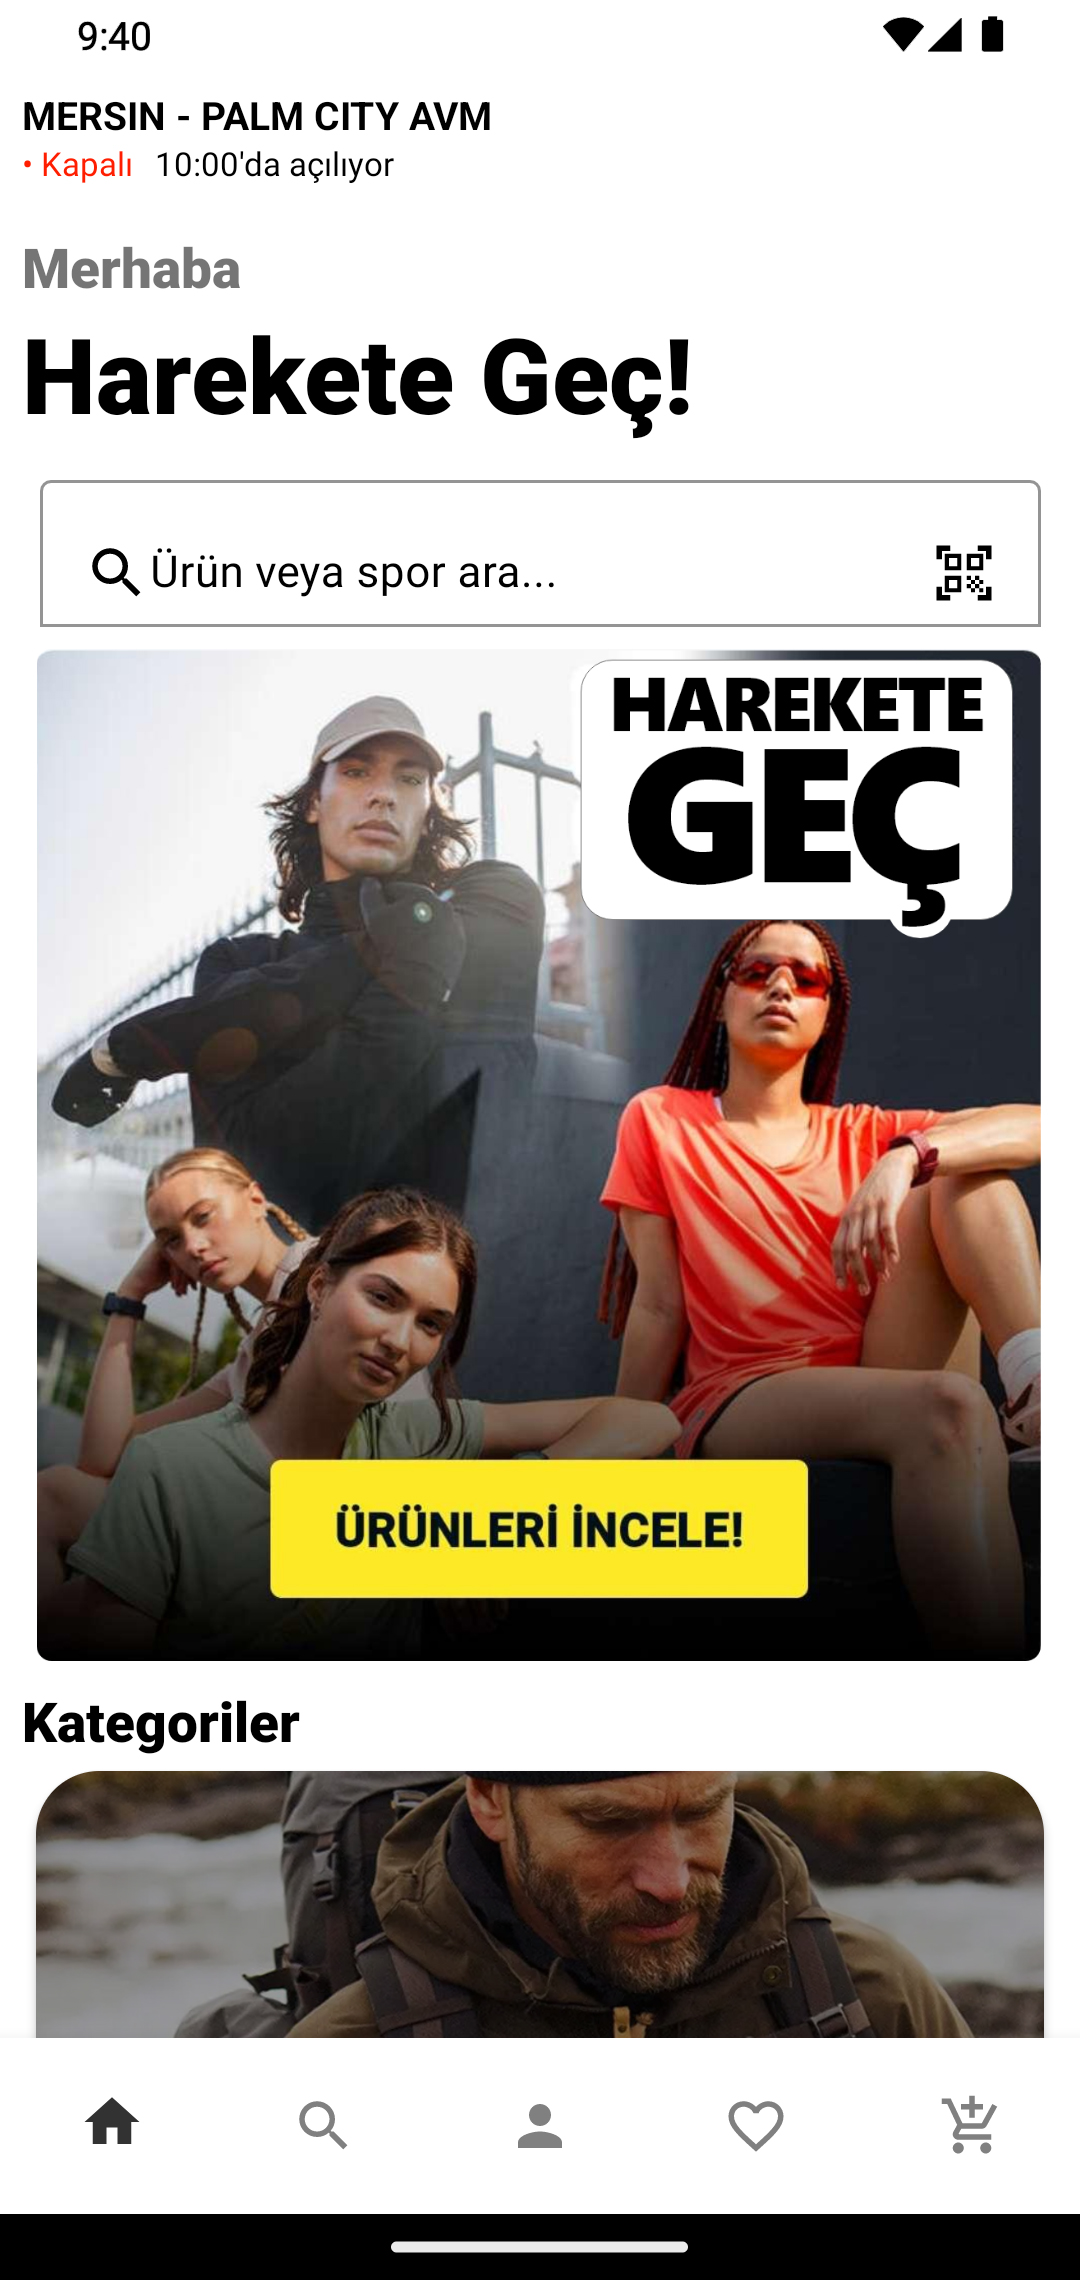 9:40
MERSIN - PALM CITY AVM
• Kapalı 10:00'da açılıyor
Merhaba
Harekete Geç!
Ürün veya spor ara...
HAREKETE
GEÇ
ÜRÜNLERİ İNCELE!
Kategoriler